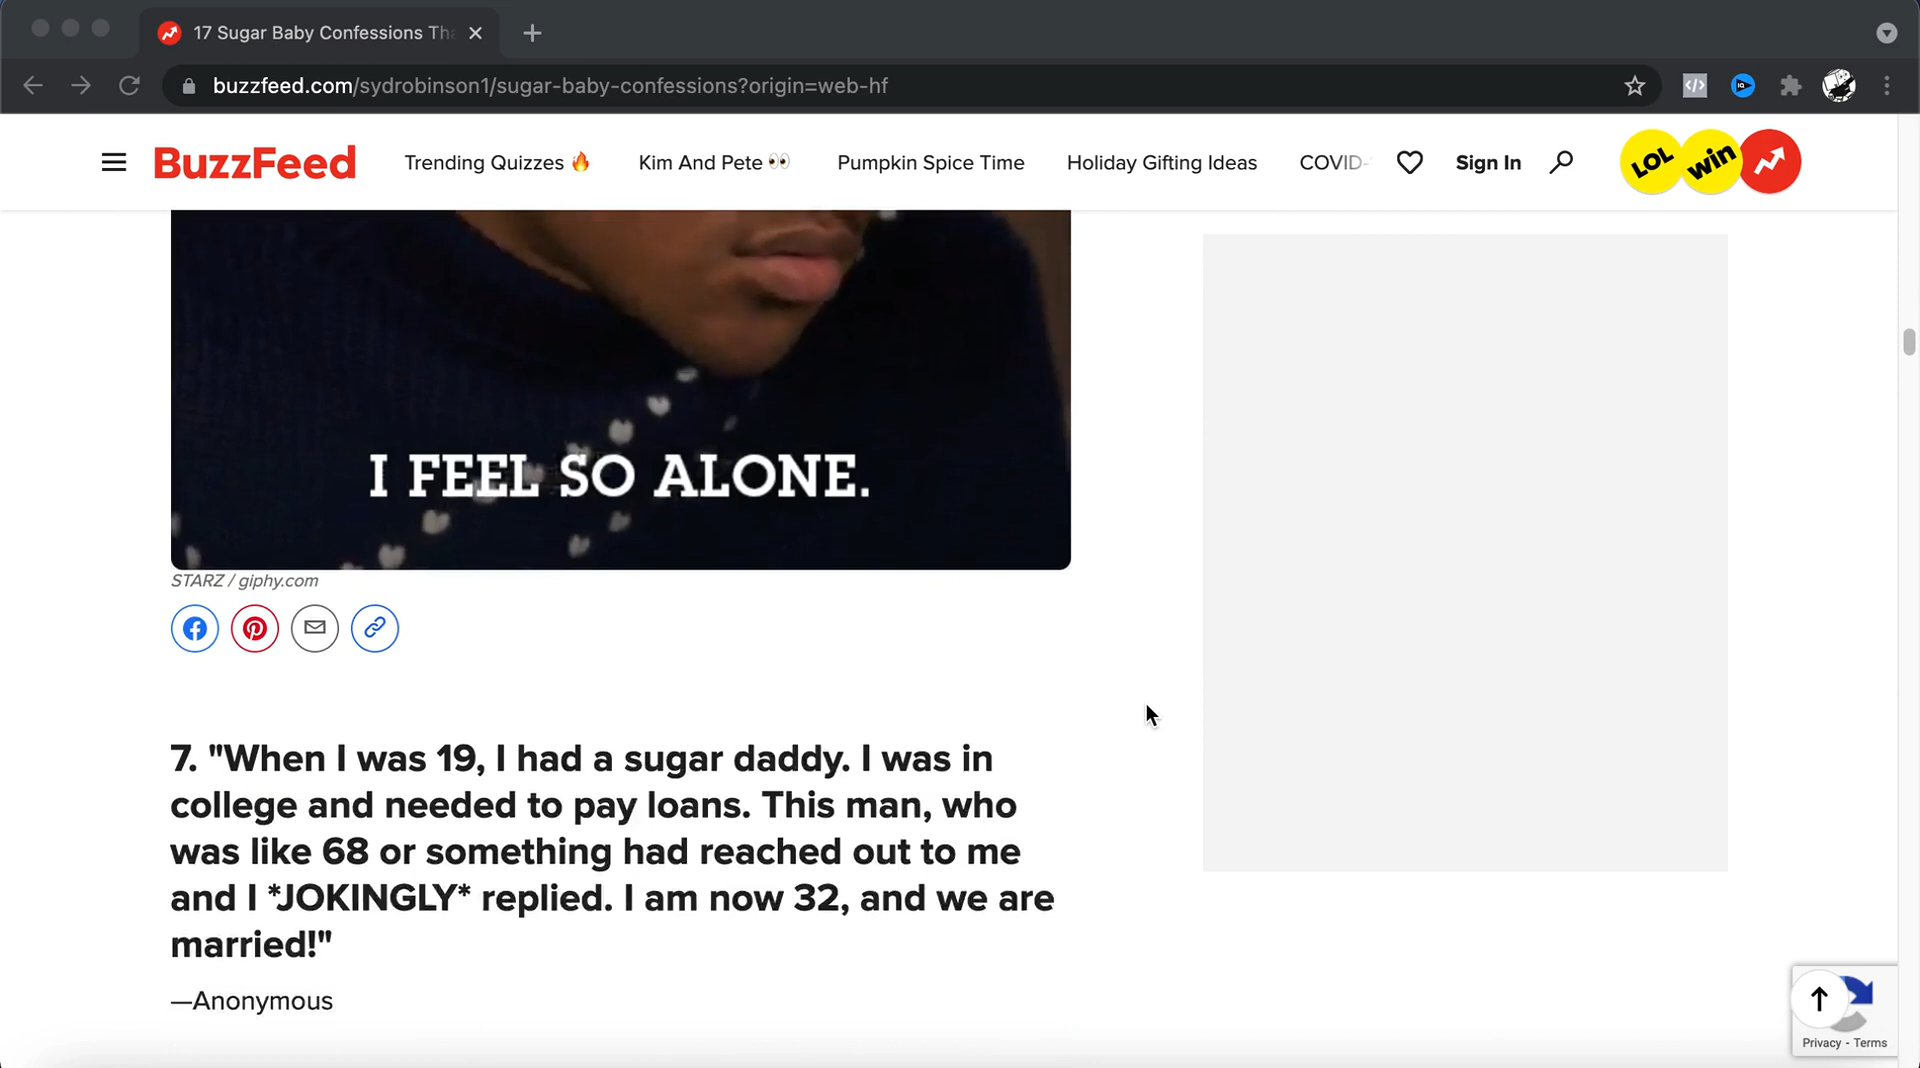 17 Sugar Baby Confessions Tha
buzzfeed.com/sydrobinson1/sugar-baby-confessions?origin=web-hf
BuzzFeed
Trending Quizzes 🔥
Kim And Pete 👀
Pumpkin Spice Time
Holiday Gifting Ideas
COVID-
Sign In
LOL
win
I FEEL SO ALONE.
STARZ / giphy.com
7. "When I was 19, I had a sugar daddy. I was in
college and needed to pay loans. This man, who
was like 68 or something had reached out to me
and I *JOKINGLY* replied. I am now 32, and we are
married!"
—Anonymous
Privacy - Terms